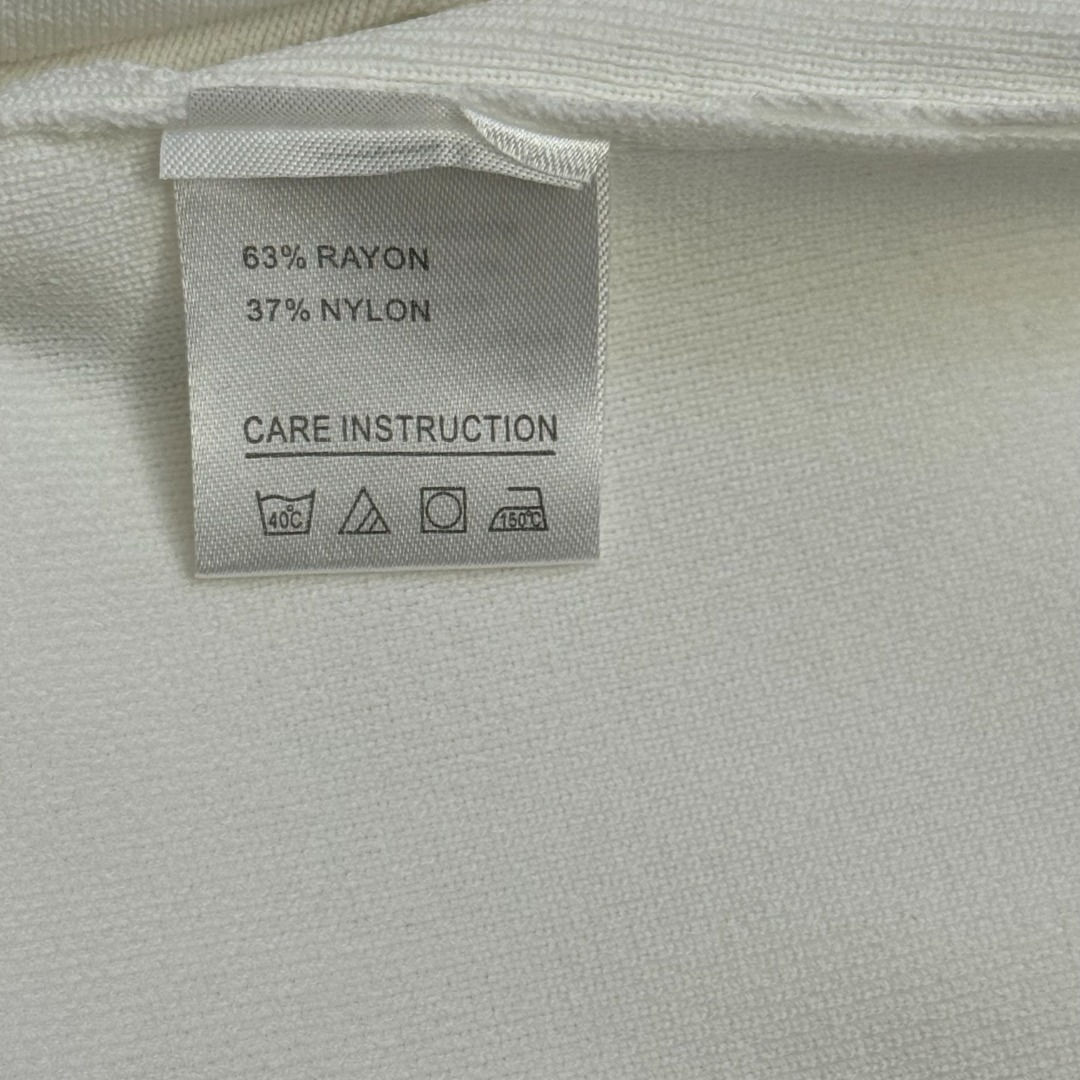 63% RAYON
37% NYLON
CARE INSTRUCTION
40°C 150°C